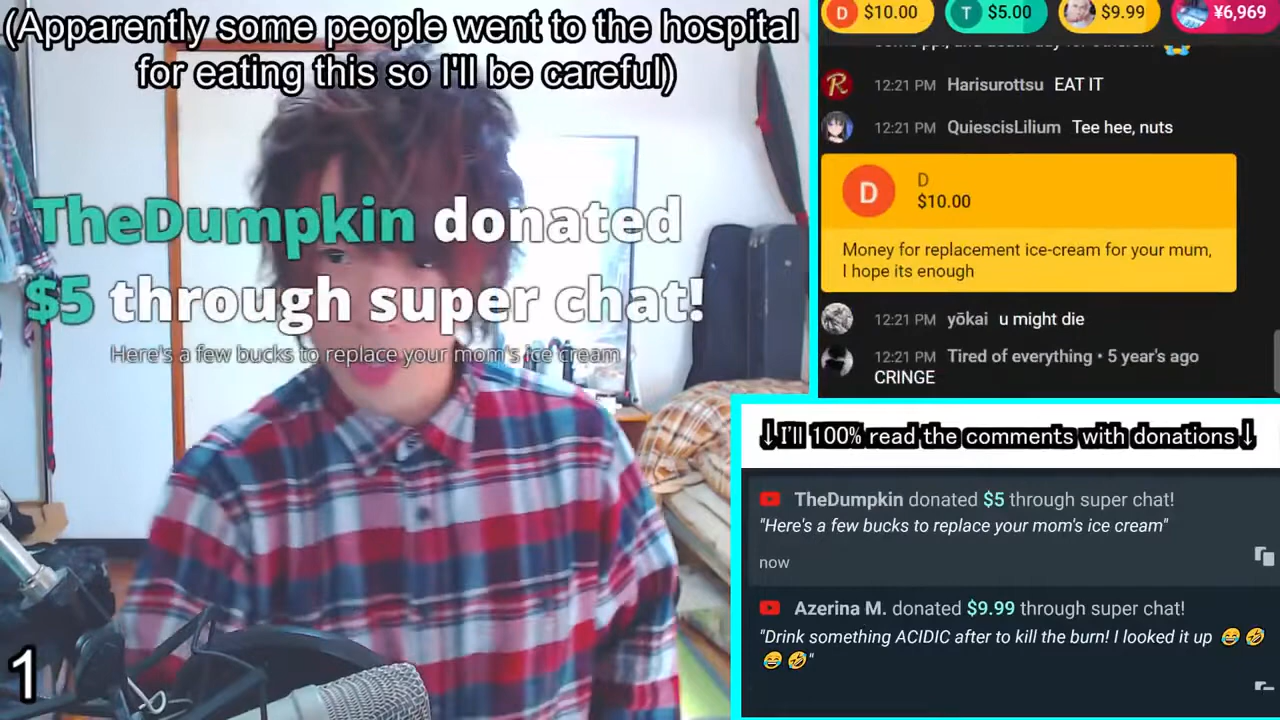 (Apparently some people went to the hospital
for eating this so I'll be careful)
TheDumpkin donated
$5 through super chat!
Here's a few bucks to replace your mom's ice cream
1
D $10.00
T $5.00
$9.99
¥6,969
12:21 PM Harisurottsu EAT IT
12:21 PM QuiescisLilium Tee hee, nuts
D
D
$10.00
Money for replacement ice-cream for your mum,
I hope its enough
12:21 PM yōkai u might die
12:21 PM Tired of everything • 5 year's ago
CRINGE
↓I'll 100% read the comments with donations↓
TheDumpkin donated $5 through super chat!
"Here's a few bucks to replace your mom's ice cream"
now
Azerina M. donated $9.99 through super chat!
"Drink something ACIDIC after to kill the burn! I looked it up 😂🤣
😂🤣"